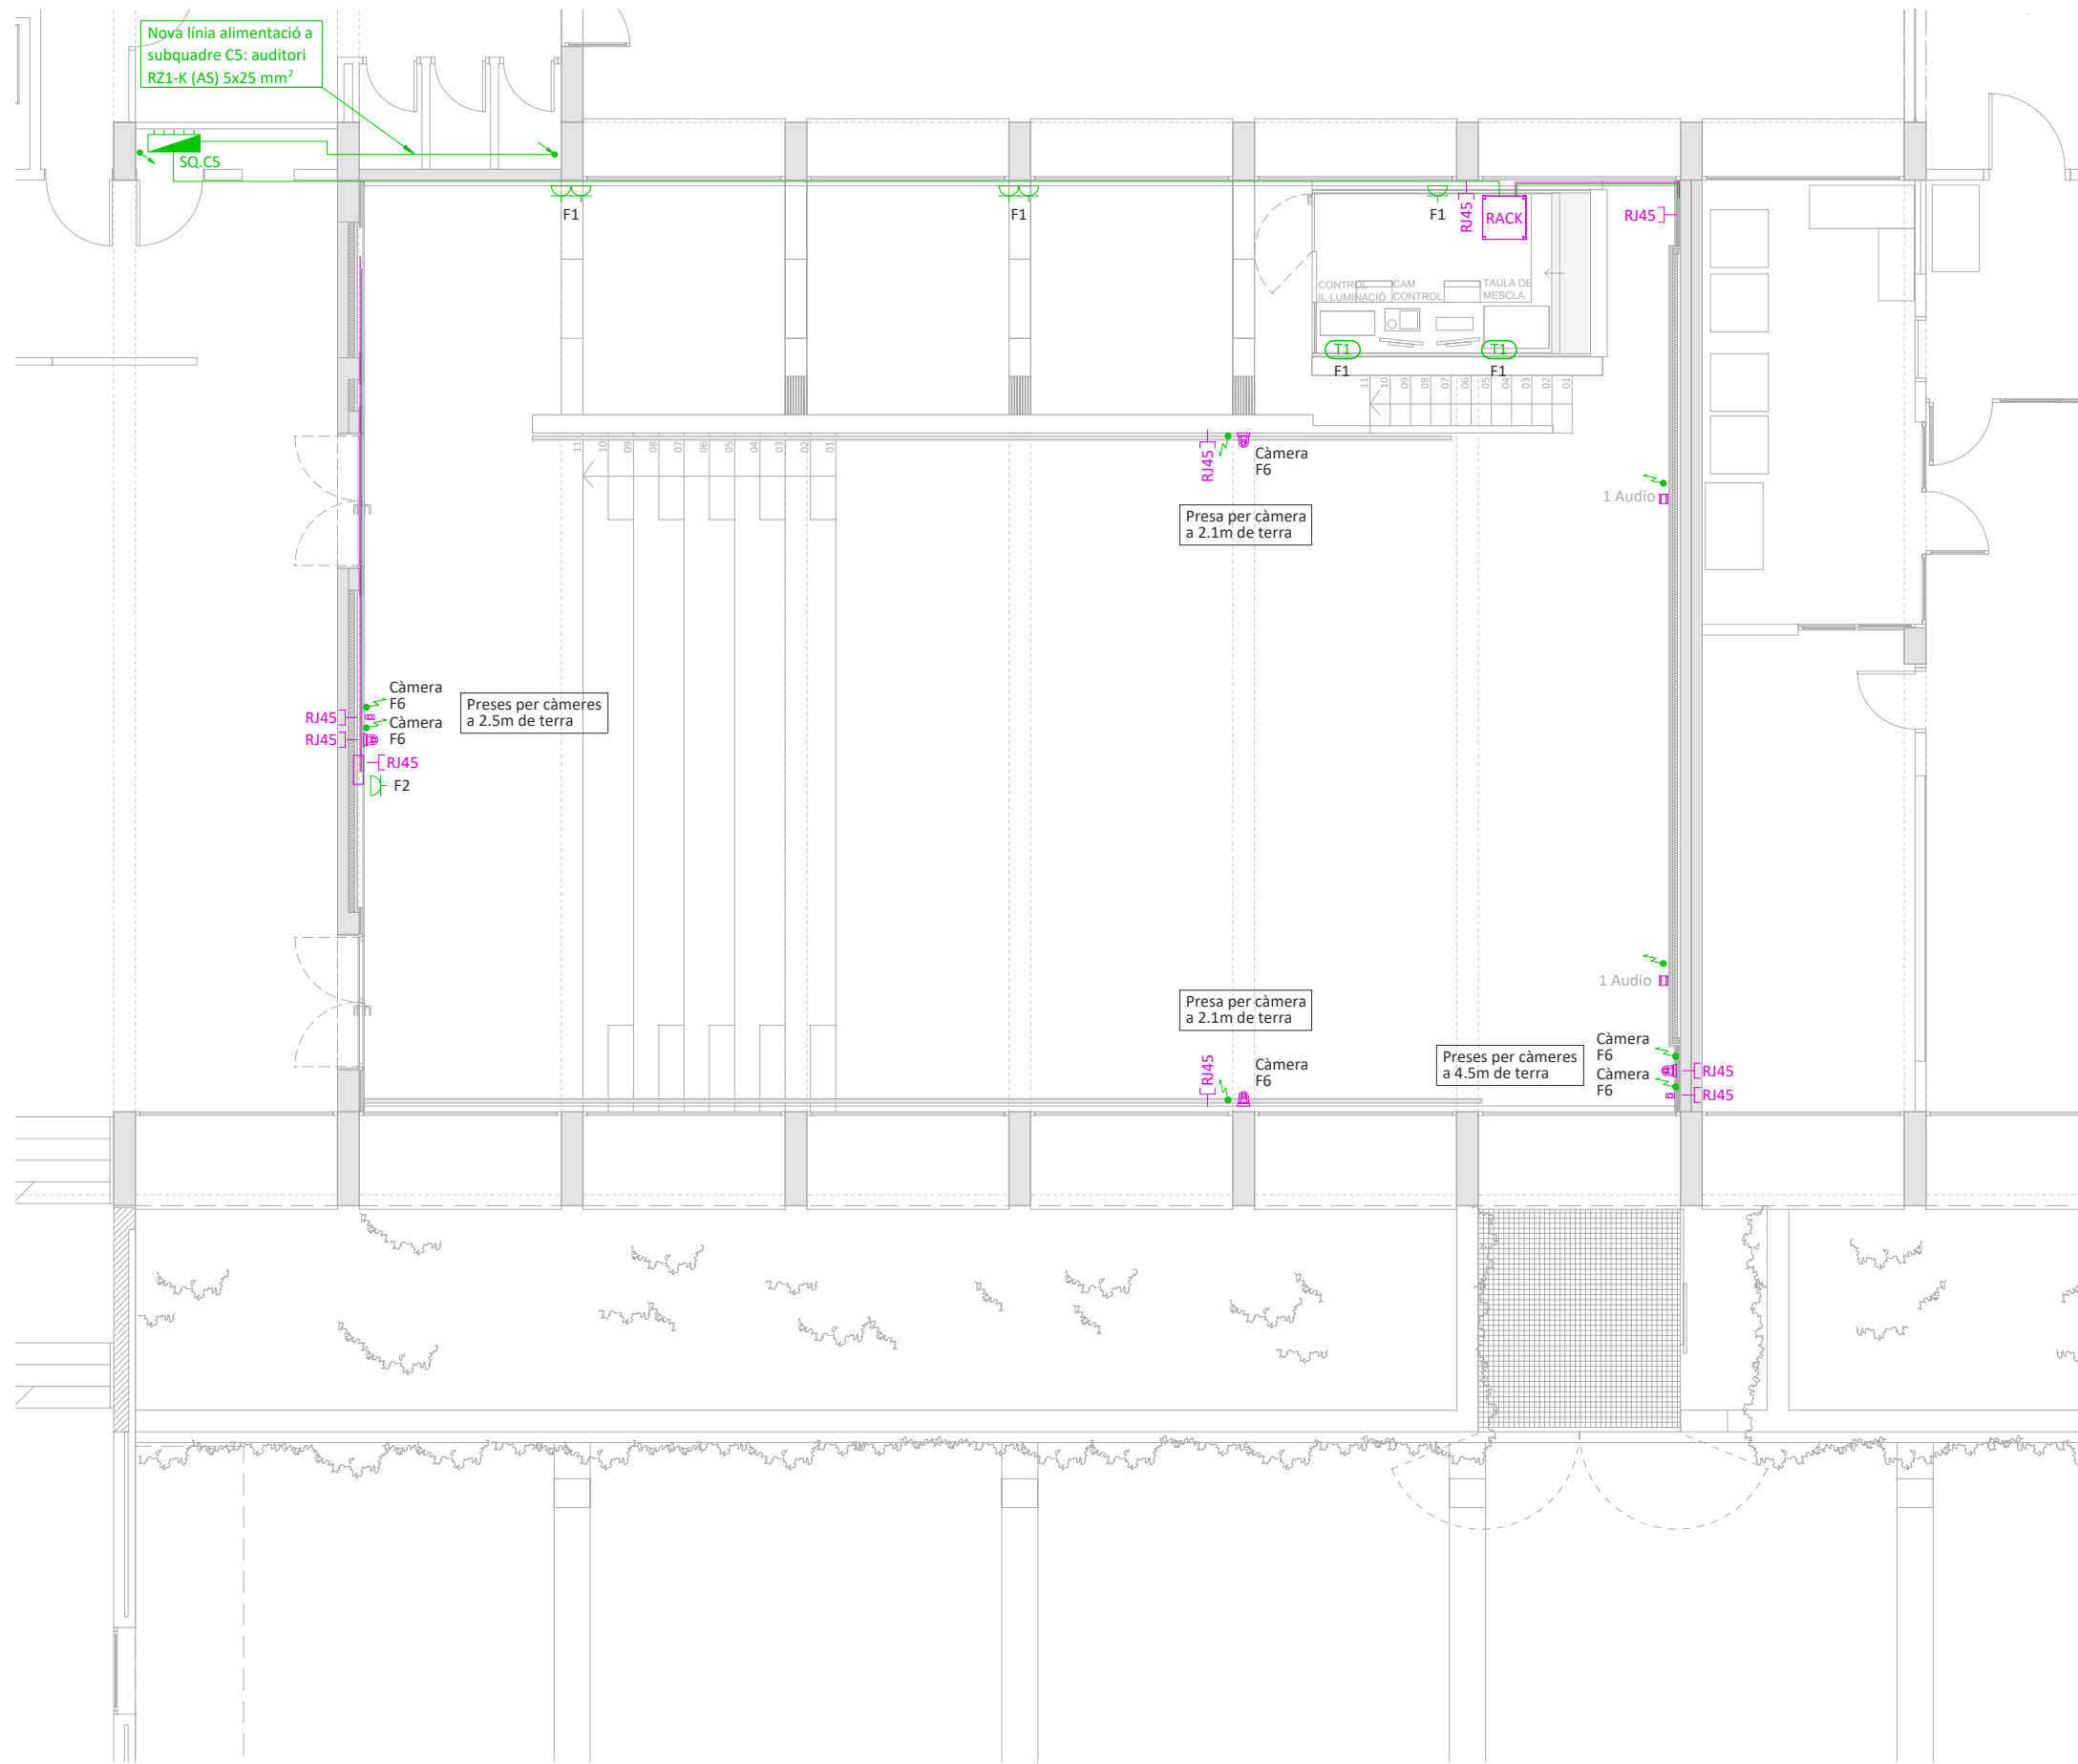 Nova línia alimentació a
subquadre C5: auditori
RZ1-K (AS) 5x25 mm²
SQ.C5
F1
F1
F1
RJ45
RACK
RJ45
CONTROL
IL·LUMINACIÓ
CAM
CONTROL
TAULA DE
MESCLA
T1
F1
T1
F1
11
10
09
08
07
06
05
04
03
02
01
11
10
09
08
07
06
05
04
03
02
01
RJ45
Càmera
F6
Presa per càmera
a 2.1m de terra
1 Audio
Càmera
F6
RJ45
Càmera
F6
RJ45
Preses per càmeres
a 2.5m de terra
RJ45
F2
1 Audio
Presa per càmera
a 2.1m de terra
RJ45
Càmera
F6
Preses per càmeres
a 4.5m de terra
Càmera
F6
RJ45
Càmera
F6
RJ45